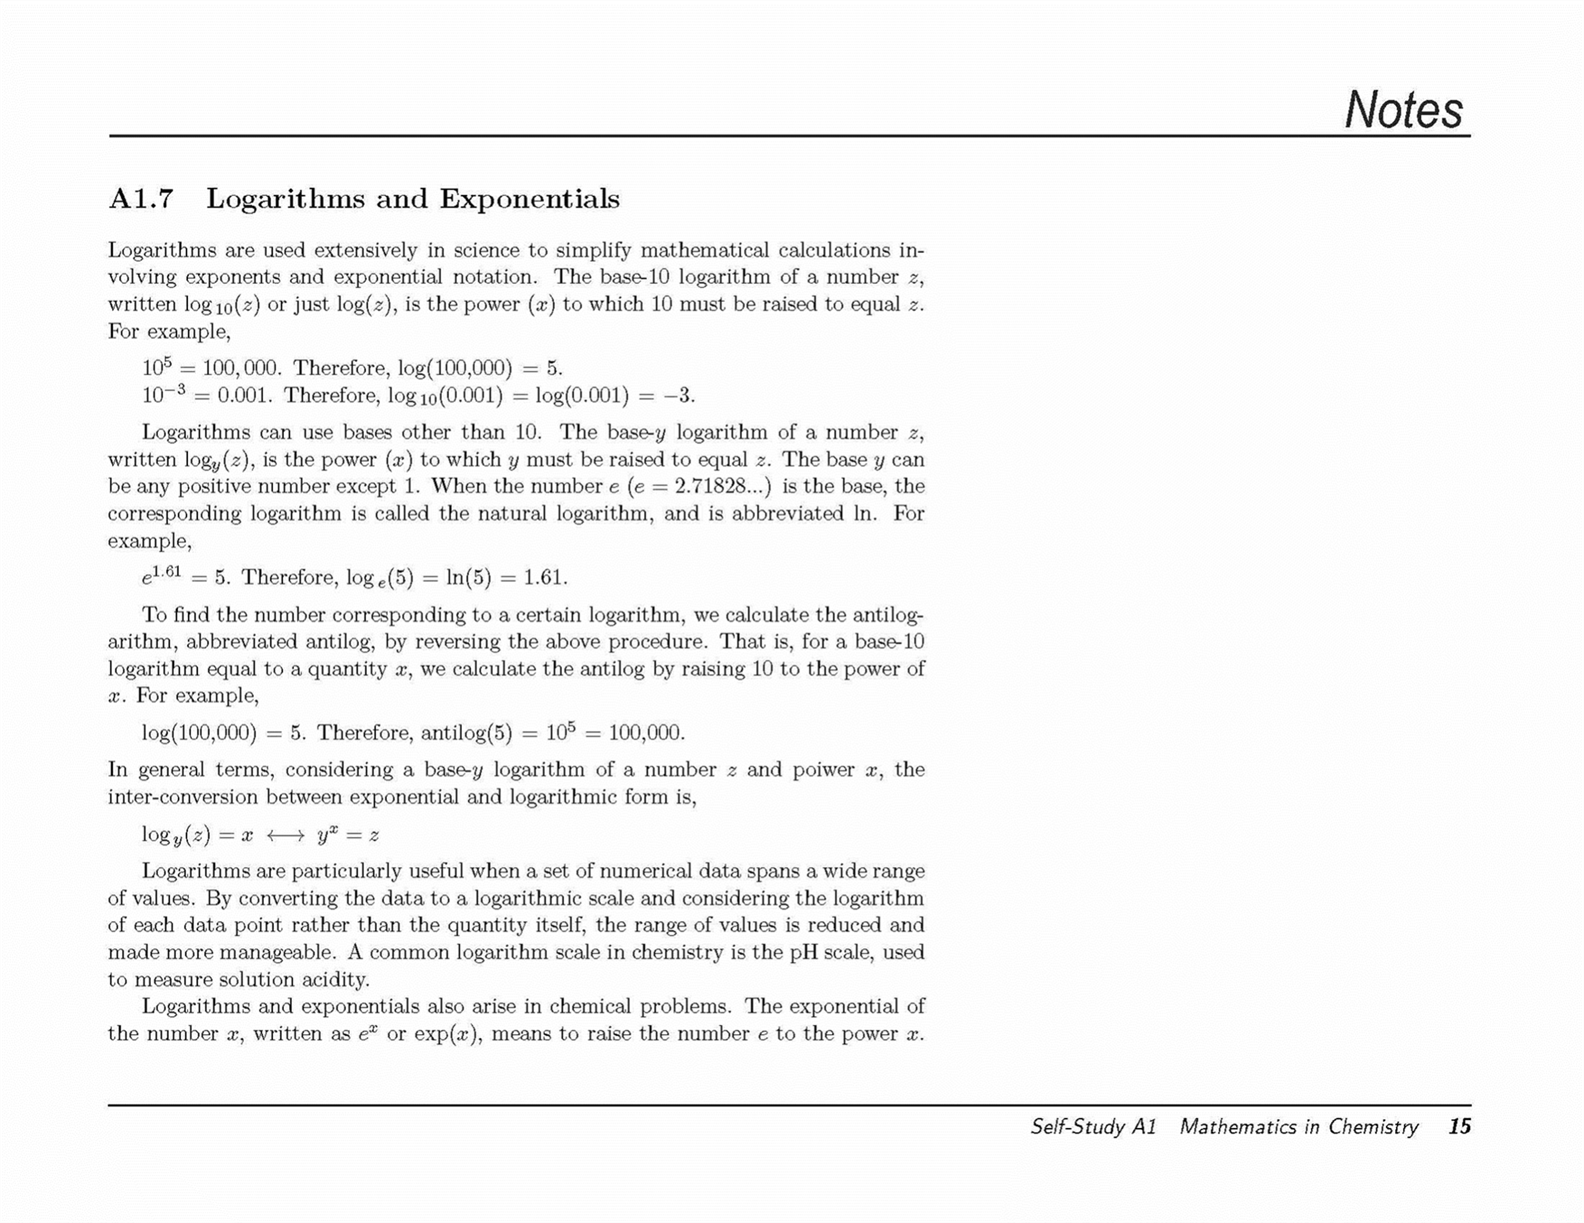 Notes
A1.7 Logarithms and Exponentials
Logarithms are used extensively in science to simplify mathematical calculations in-
volving exponents and exponential notation. The base-10 logarithm of a number z,
written log₁₀(z) or just log(z), is the power (x) to which 10 must be raised to equal z.
For example,
10⁵ = 100,000. Therefore, log(100,000) = 5.
10⁻³ = 0.001. Therefore, log₁₀(0.001) = log(0.001) = −3.
Logarithms can use bases other than 10. The base-y logarithm of a number z,
written log_y(z), is the power (x) to which y must be raised to equal z. The base y can
be any positive number except 1. When the number e (e = 2.71828...) is the base, the
corresponding logarithm is called the natural logarithm, and is abbreviated ln. For
example,
e^1.61 = 5. Therefore, log_e(5) = ln(5) = 1.61.
To find the number corresponding to a certain logarithm, we calculate the antilog-
arithm, abbreviated antilog, by reversing the above procedure. That is, for a base-10
logarithm equal to a quantity x, we calculate the antilog by raising 10 to the power of
x. For example,
log(100,000) = 5. Therefore, antilog(5) = 10⁵ = 100,000.
In general terms, considering a base-y logarithm of a number z and poiwer x, the
inter-conversion between exponential and logarithmic form is,
log_y(z) = x ⟷ y^x = z
Logarithms are particularly useful when a set of numerical data spans a wide range
of values. By converting the data to a logarithmic scale and considering the logarithm
of each data point rather than the quantity itself, the range of values is reduced and
made more manageable. A common logarithm scale in chemistry is the pH scale, used
to measure solution acidity.
Logarithms and exponentials also arise in chemical problems. The exponential of
the number x, written as e^x or exp(x), means to raise the number e to the power x.
Self-Study A1 Mathematics in Chemistry 15